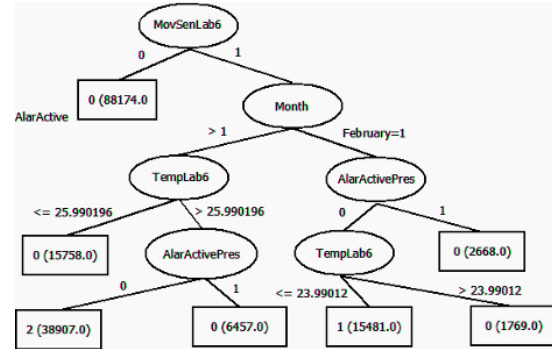 MovSenLab6
0
1
0 (88174.0
AlarActive
Month
> 1
February=1
TempLab6
AlarActivePres
<= 25.990196
> 25.990196
0
1
0 (15758.0)
AlarActivePres
TempLab6
0 (2668.0)
0
1
<= 23.99012
> 23.99012
2 (38907.0)
0 (6457.0)
1 (15481.0)
0 (1769.0)